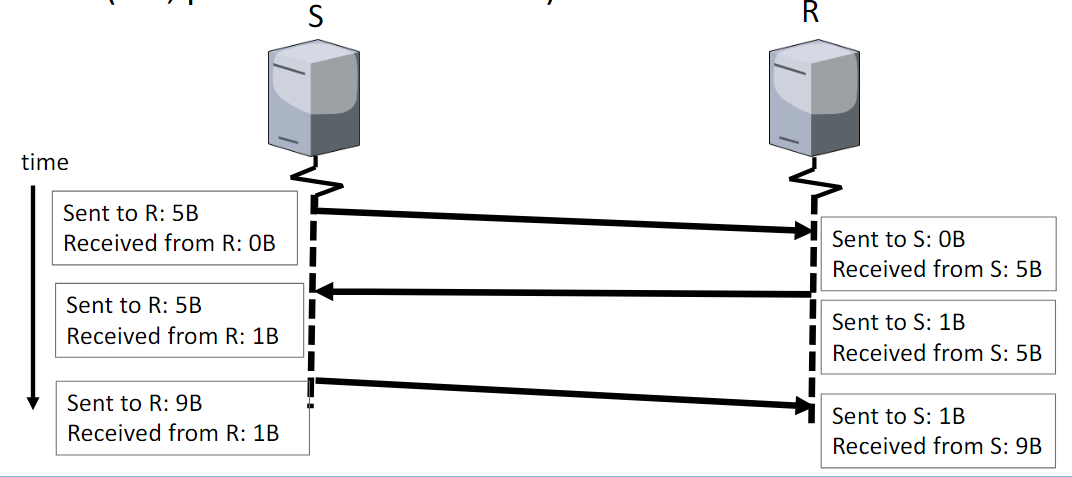 S
R
time
Sent to R: 5B
Received from R: 0B
Sent to S: 0B
Received from S: 5B
Sent to R: 5B
Received from R: 1B
Sent to S: 1B
Received from S: 5B
Sent to R: 9B
Received from R: 1B
Sent to S: 1B
Received from S: 9B